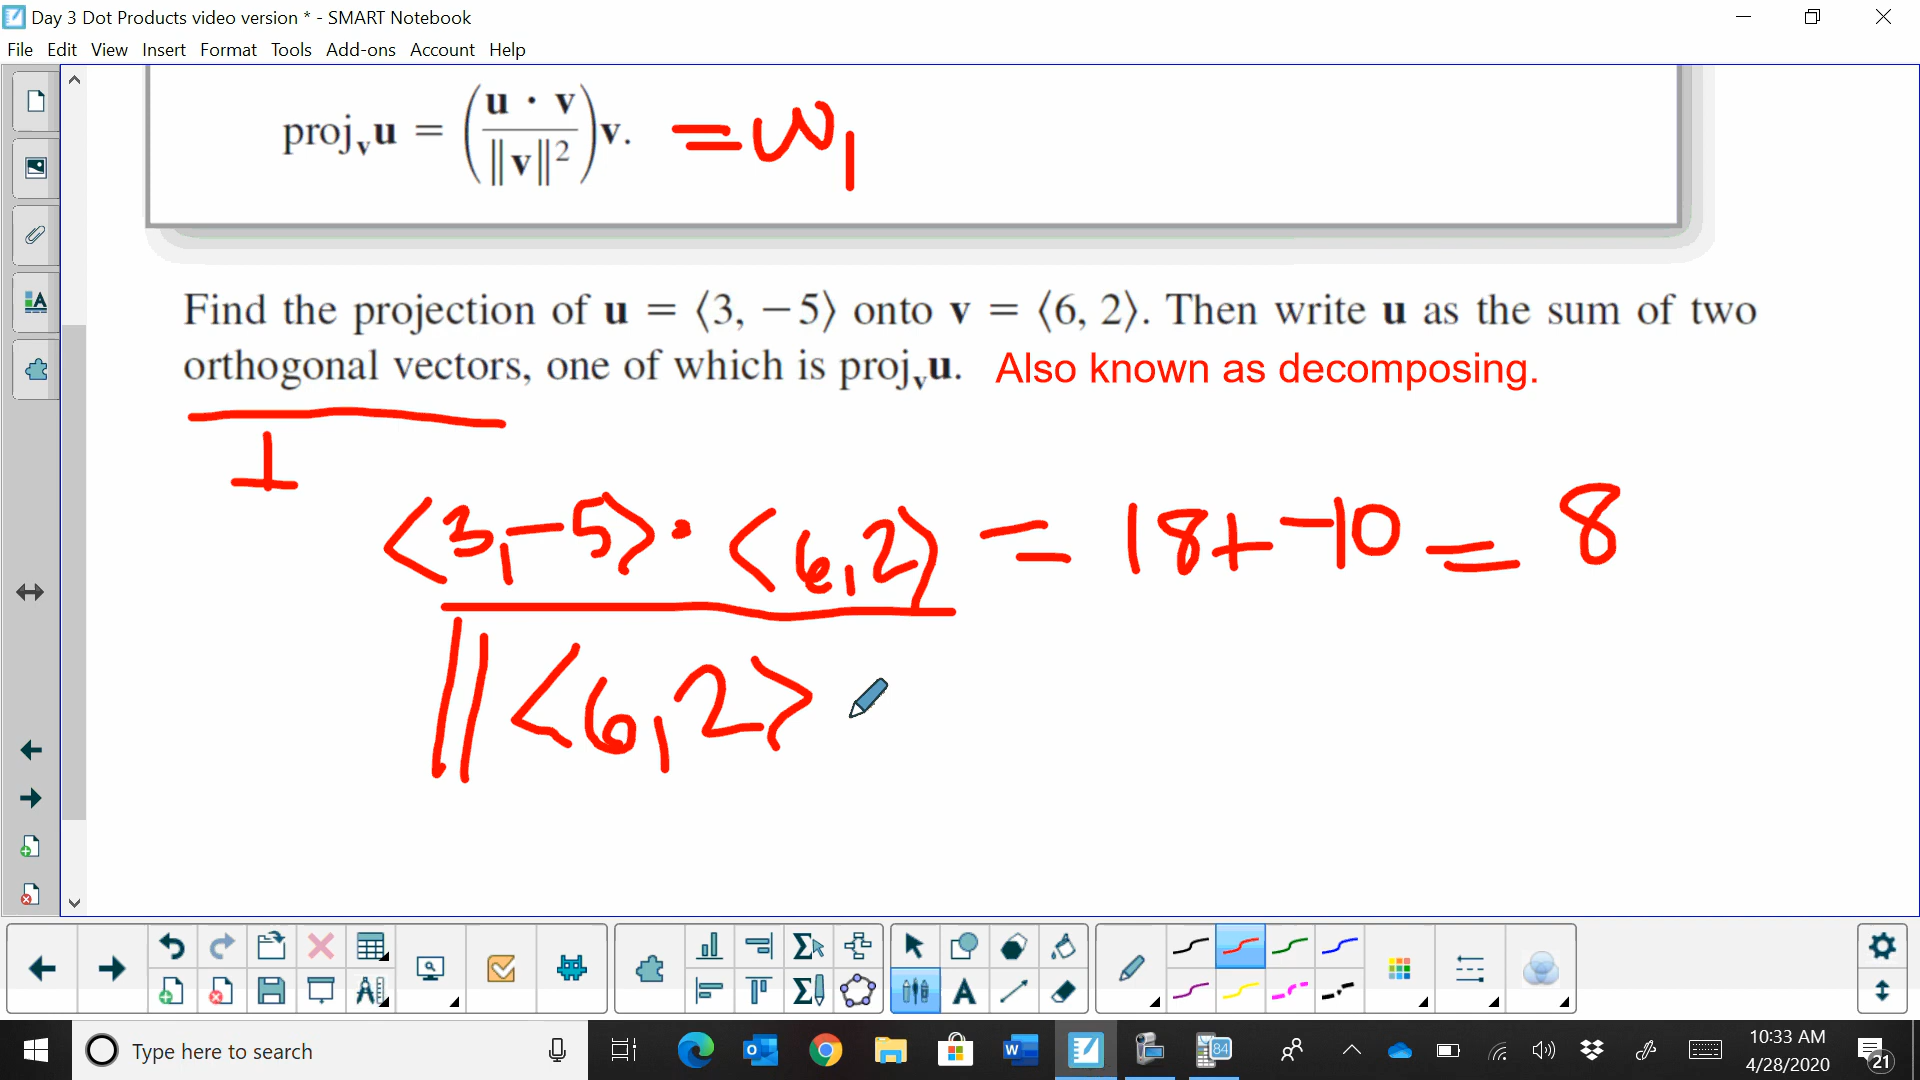 Day 3 Dot Products video version * - SMART Notebook
File Edit View Insert Format Tools Add-ons Account Help
proj_v u = (u · v / ‖v‖²) v. = w₁
Find the projection of u = ⟨3, −5⟩ onto v = ⟨6, 2⟩. Then write u as the sum of two
orthogonal vectors, one of which is proj_v u. Also known as decomposing.
⊥
<3,-5> · <6,2> = 18 + -10 = 8
||<6,2>
Type here to search
84
10:33 AM
4/28/2020
21